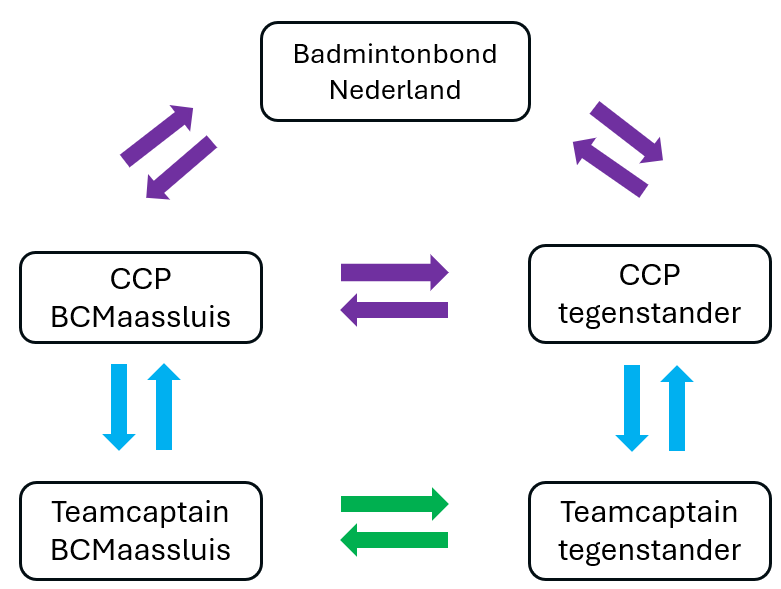 Badmintonbond
Nederland
CCP
BCMaassluis
CCP
tegenstander
Teamcaptain
BCMaassluis
Teamcaptain
tegenstander